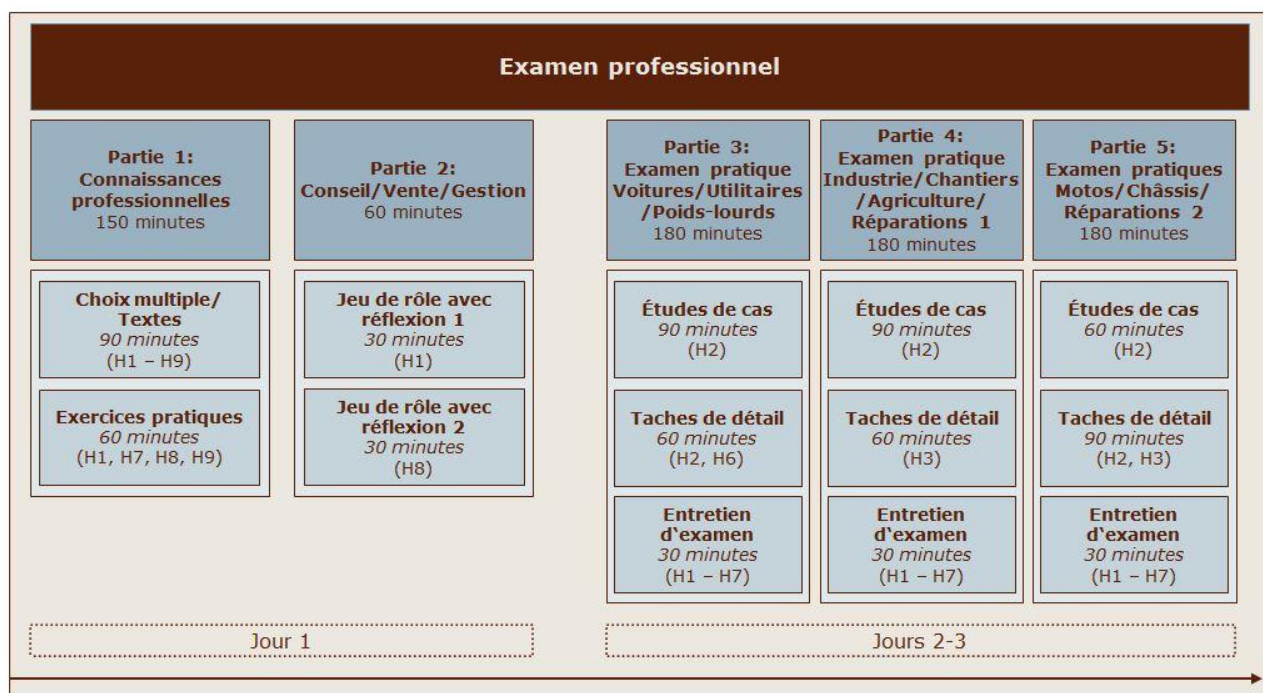 Examen professionnel
Partie 1:
Connaissances
professionnelles
150 minutes
Choix multiple/
Textes
90 minutes
(H1 – H9)
Exercices pratiques
60 minutes
(H1, H7, H8, H9)
Partie 2:
Conseil/Vente/Gestion
60 minutes
Jeu de rôle avec
réflexion 1
30 minutes
(H1)
Jeu de rôle avec
réflexion 2
30 minutes
(H8)
Partie 3:
Examen pratique
Voitures/Utilitaires
/Poids-lourds
180 minutes
Études de cas
90 minutes
(H2)
Taches de détail
60 minutes
(H2, H6)
Entretien
d‘examen
30 minutes
(H1 – H7)
Partie 4:
Examen pratique
Industrie/Chantiers
/Agriculture/
Réparations 1
180 minutes
Études de cas
90 minutes
(H2)
Taches de détail
60 minutes
(H3)
Entretien
d‘examen
30 minutes
(H1 – H7)
Partie 5:
Examen pratiques
Motos/Châssis/
Réparations 2
180 minutes
Études de cas
60 minutes
(H2)
Taches de détail
90 minutes
(H2, H3)
Entretien
d‘examen
30 minutes
(H1 – H7)
Jour 1
Jours 2-3